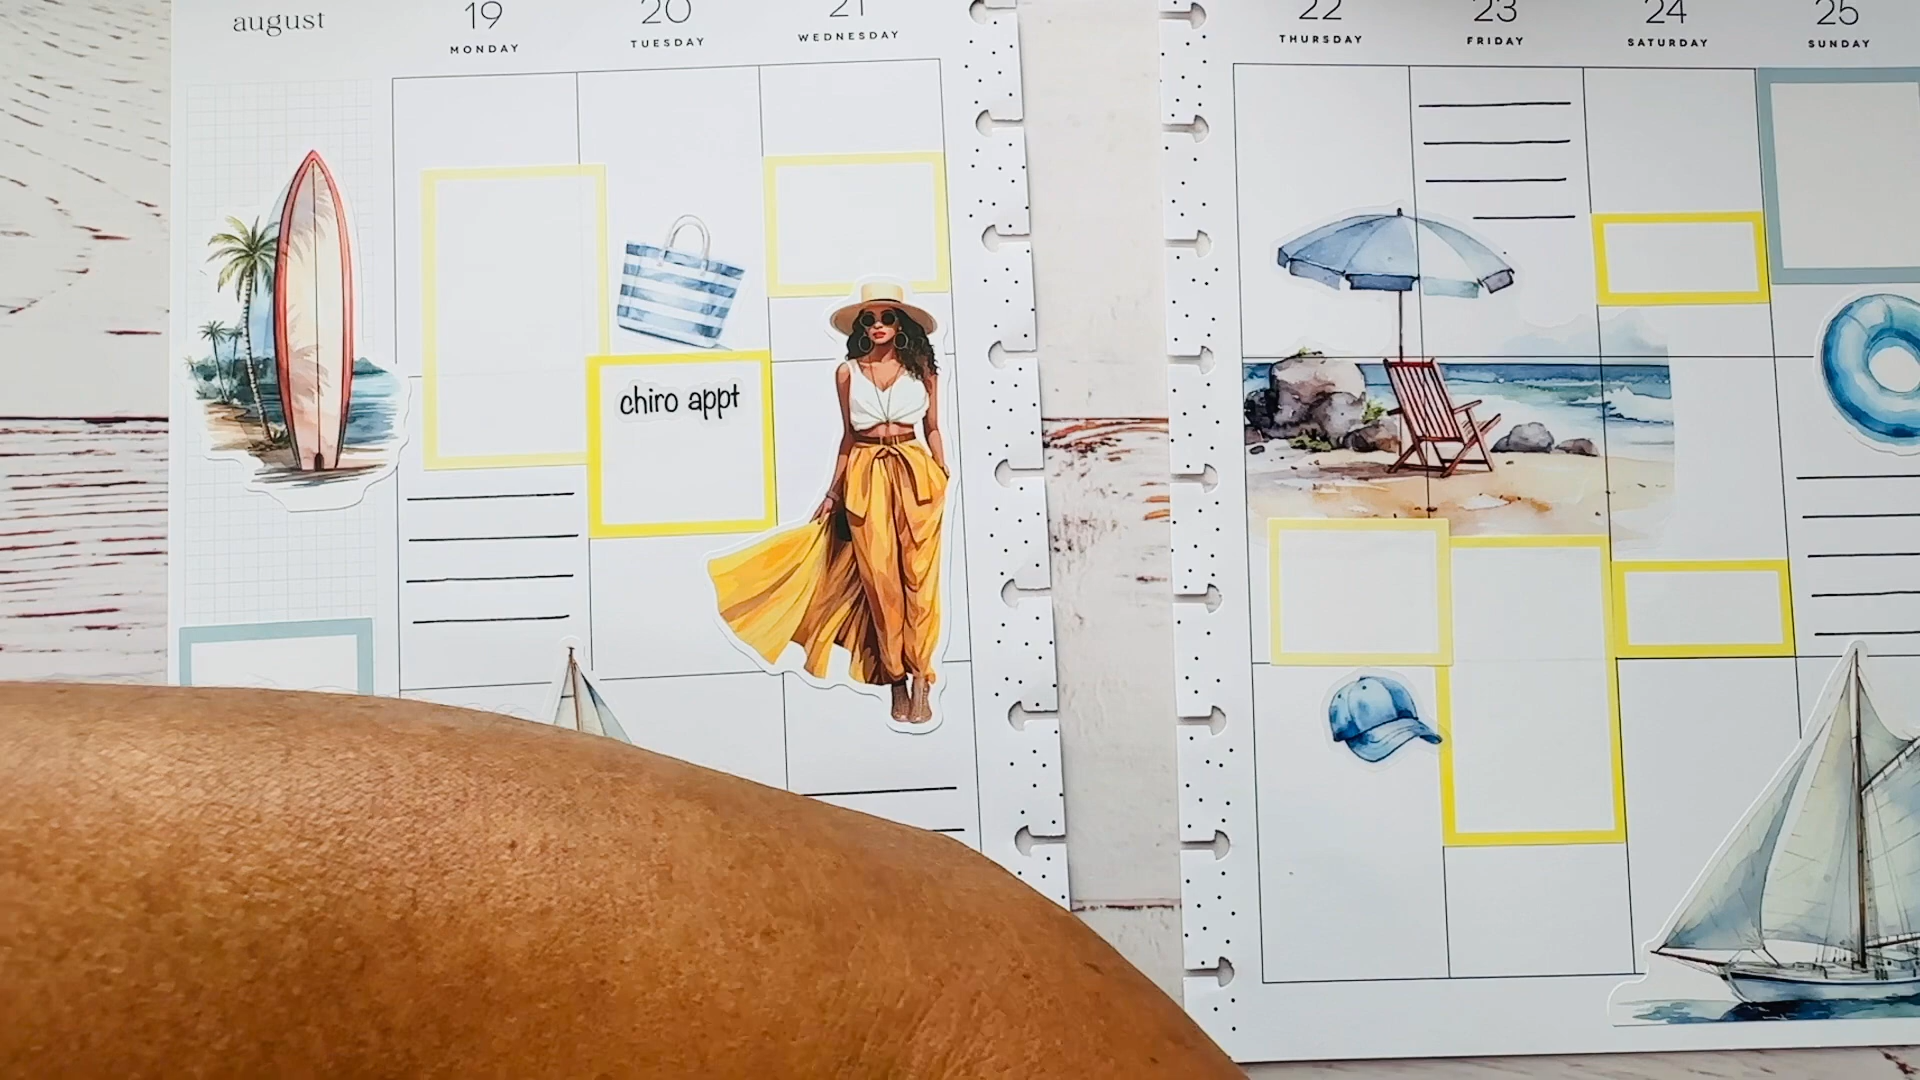 august
19
MONDAY
20
TUESDAY
21
WEDNESDAY
22
THURSDAY
23
FRIDAY
24
SATURDAY
25
SUNDAY
chiro appt